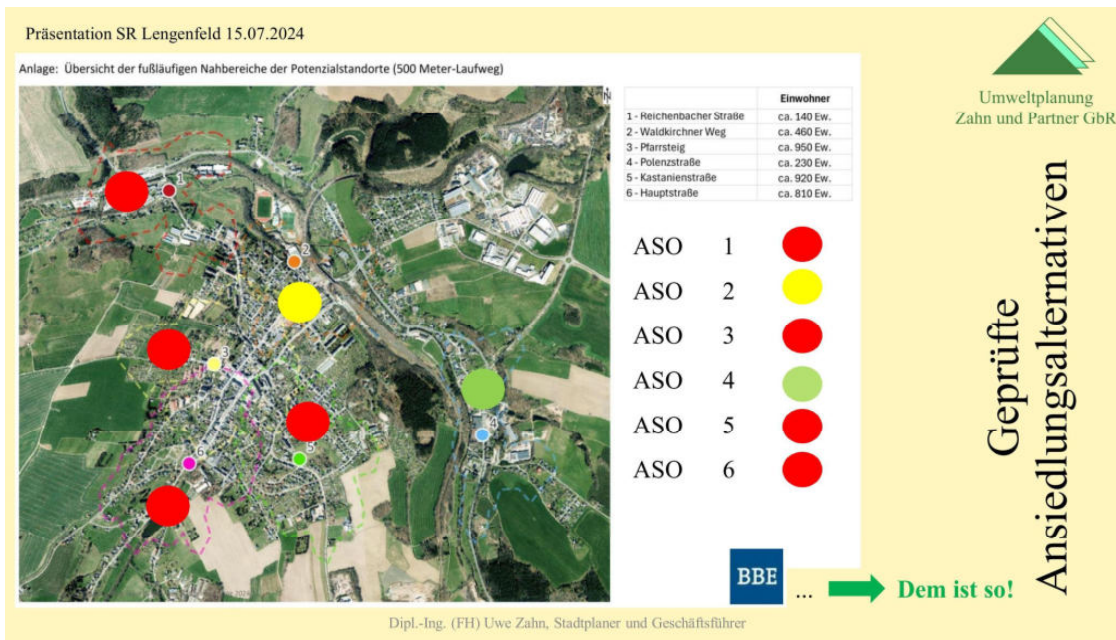 Präsentation SR Lengenfeld 15.07.2024
Anlage: Übersicht der fußläufigen Nahbereiche der Potenzialstandorte (500 Meter-Laufweg)
N
1
2
3
4
5
6
Einwohner
1 - Reichenbacher Straße ca. 140 Ew.
2 - Waldkirchner Weg ca. 460 Ew.
3 - Pfarrsteig ca. 950 Ew.
4 - Polenzstraße ca. 230 Ew.
5 - Kastanienstraße ca. 920 Ew.
6 - Hauptstraße ca. 810 Ew.
ASO 1
ASO 2
ASO 3
ASO 4
ASO 5
ASO 6
Umweltplanung
Zahn und Partner GbR
Geprüfte
Ansiedlungsalternativen
BBE ... Dem ist so!
Dipl.-Ing. (FH) Uwe Zahn, Stadtplaner und Geschäftsführer